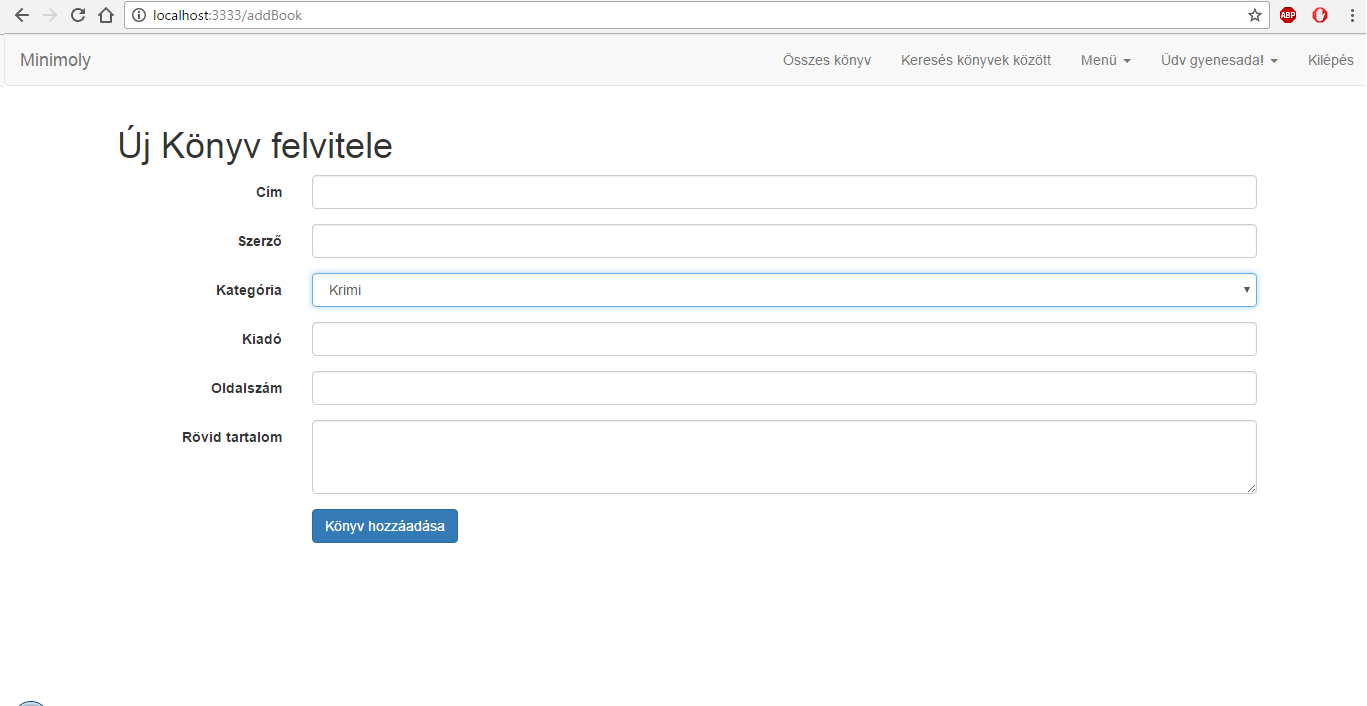 localhost:3333/addBook
ABP
Minimoly
Összes könyv Keresés könyvek között Menü Üdv gyenesada! Kilépés
Új Könyv felvitele
Cím
Szerző
Kategória Krimi
Kiadó
Oldalszám
Rövid tartalom
Könyv hozzáadása